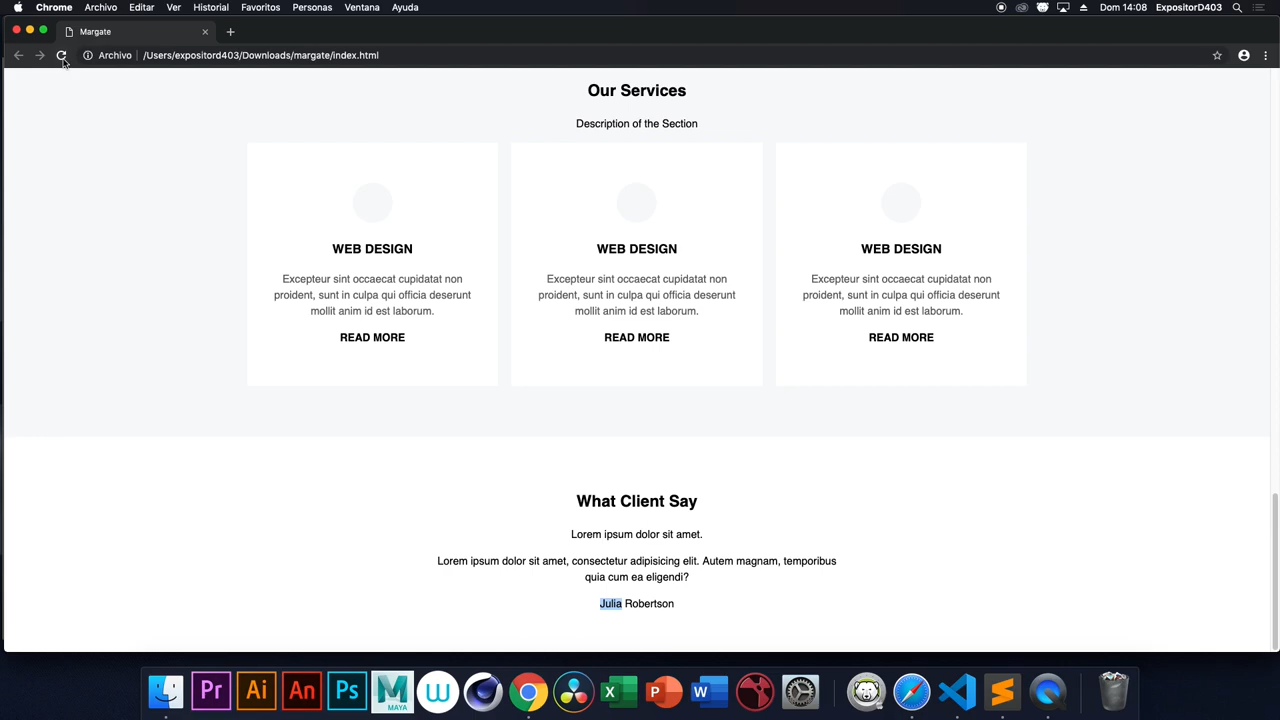 Chrome Archivo Editar Ver Historial Favoritos Personas Ventana Ayuda Dom 14:08 ExpositorD403
Margate
Archivo /Users/expositord403/Downloads/margate/index.html
Our Services
Description of the Section
WEB DESIGN WEB DESIGN WEB DESIGN
Excepteur sint occaecat cupidatat non Excepteur sint occaecat cupidatat non Excepteur sint occaecat cupidatat non
proident, sunt in culpa qui officia deserunt proident, sunt in culpa qui officia deserunt proident, sunt in culpa qui officia deserunt
mollit anim id est laborum. mollit anim id est laborum. mollit anim id est laborum.
READ MORE READ MORE READ MORE
What Client Say
Lorem ipsum dolor sit amet.
Lorem ipsum dolor sit amet, consectetur adipisicing elit. Autem magnam, temporibus
quia cum ea eligendi?
Julia Robertson
Pr Ai An Ps M MAYA W X P W S